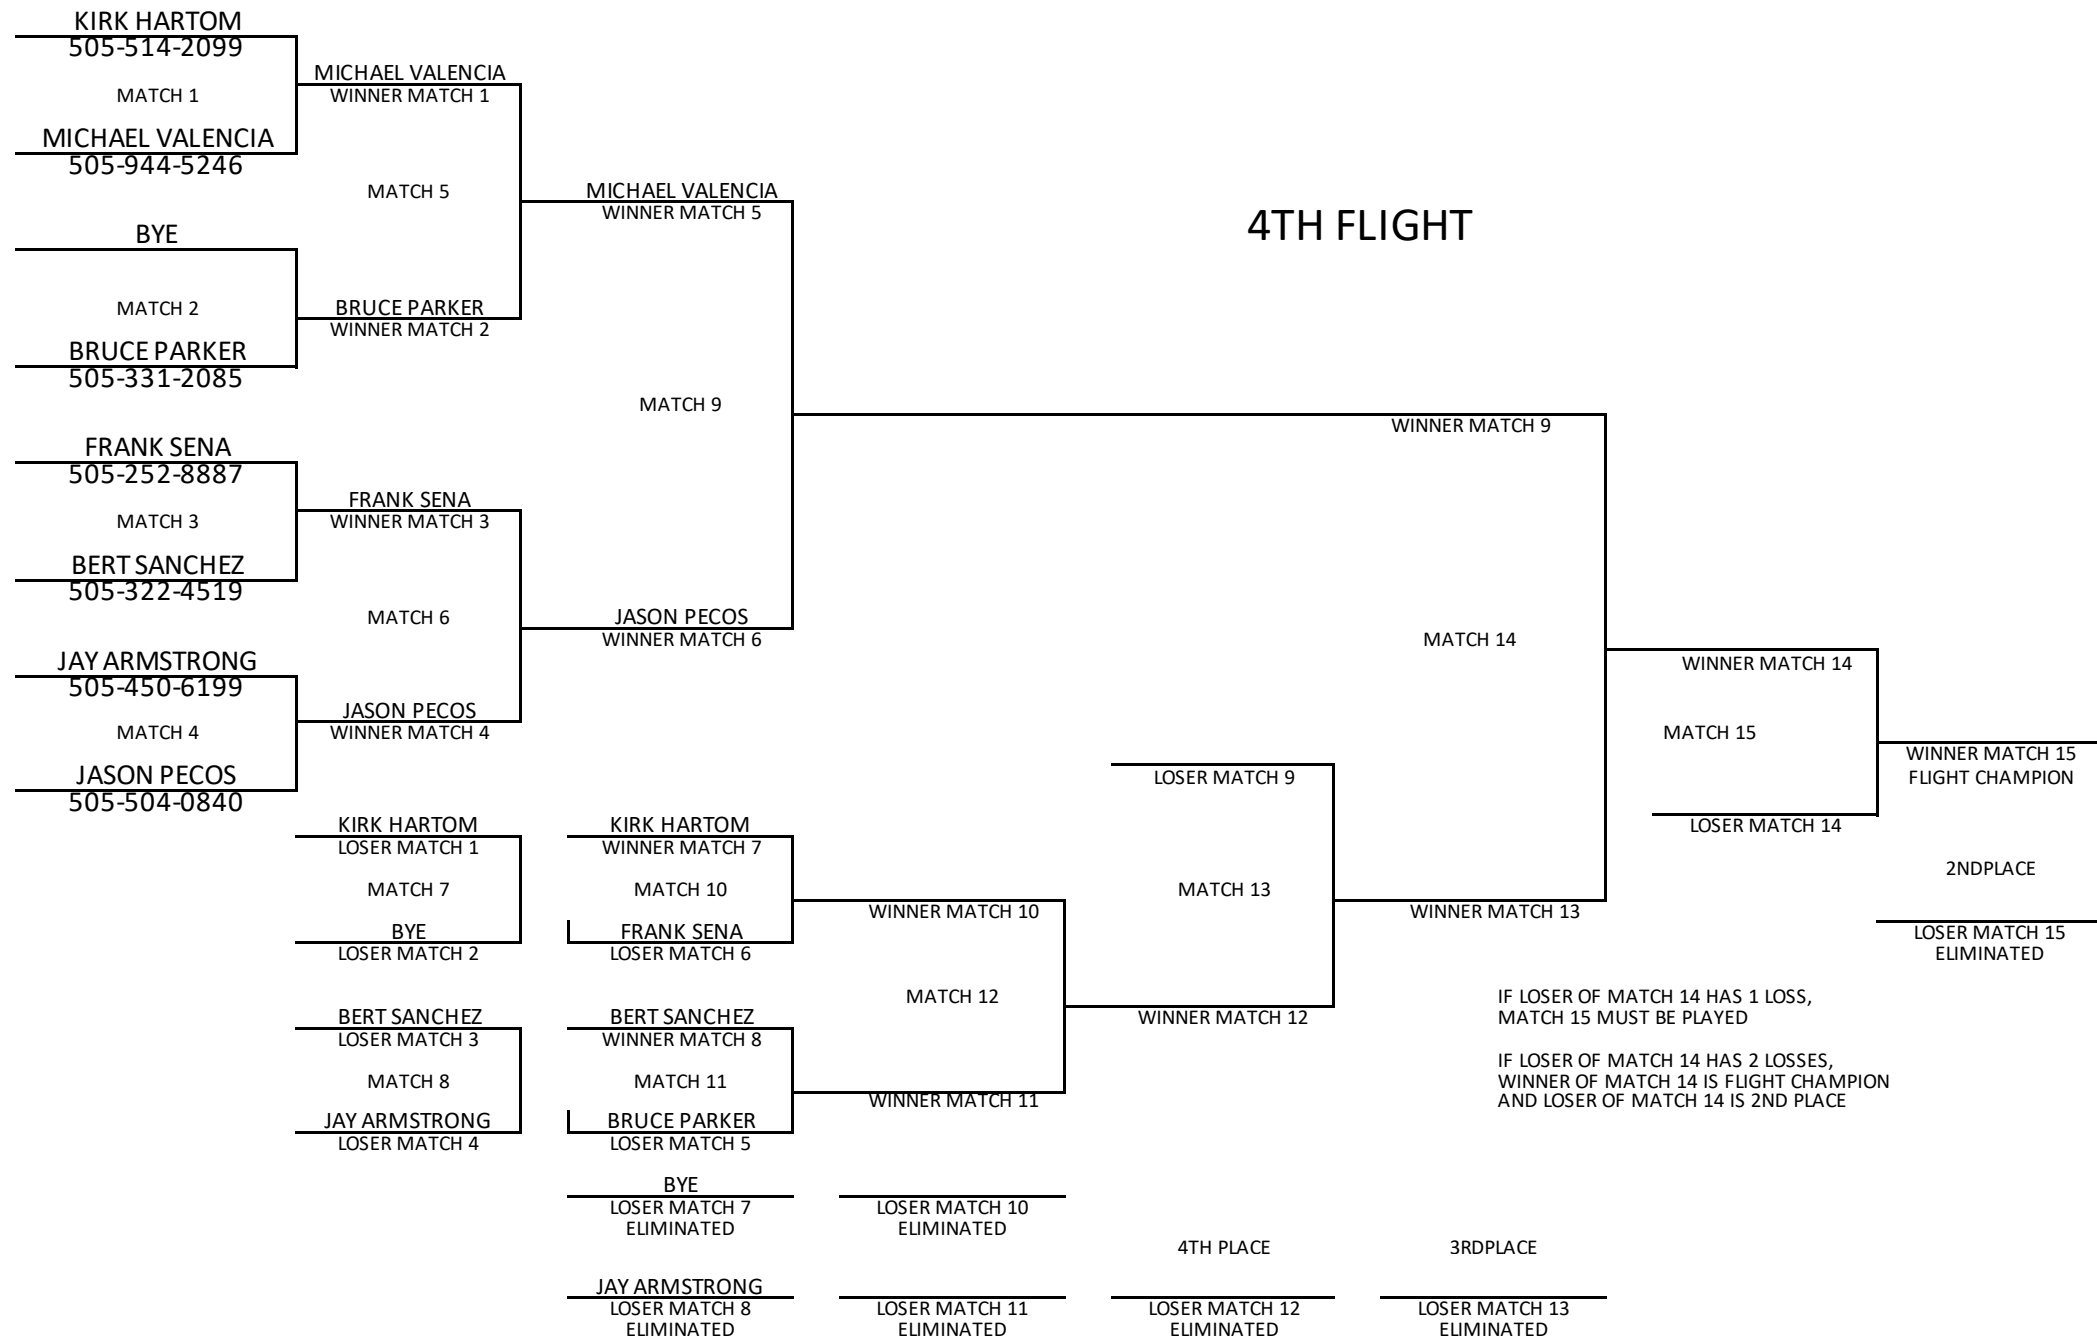 KIRK HARTOM
505-514-2099
MATCH 1
MICHAEL VALENCIA
505-944-5246
BYE
MATCH 2
BRUCE PARKER
505-331-2085
FRANK SENA
505-252-8887
MATCH 3
BERT SANCHEZ
505-322-4519
JAY ARMSTRONG
505-450-6199
MATCH 4
JASON PECOS
505-504-0840
MICHAEL VALENCIA
WINNER MATCH 1
MATCH 5
BRUCE PARKER
WINNER MATCH 2
FRANK SENA
WINNER MATCH 3
MATCH 6
JASON PECOS
WINNER MATCH 4
MICHAEL VALENCIA
WINNER MATCH 5
MATCH 9
JASON PECOS
WINNER MATCH 6
4TH FLIGHT
WINNER MATCH 9
MATCH 14
WINNER MATCH 14
MATCH 15
LOSER MATCH 14
WINNER MATCH 15
FLIGHT CHAMPION
2NDPLACE
LOSER MATCH 15
ELIMINATED
KIRK HARTOM
LOSER MATCH 1
MATCH 7
BYE
LOSER MATCH 2
BERT SANCHEZ
LOSER MATCH 3
MATCH 8
JAY ARMSTRONG
LOSER MATCH 4
KIRK HARTOM
WINNER MATCH 7
MATCH 10
FRANK SENA
LOSER MATCH 6
BERT SANCHEZ
WINNER MATCH 8
MATCH 11
BRUCE PARKER
LOSER MATCH 5
WINNER MATCH 10
MATCH 12
WINNER MATCH 11
LOSER MATCH 9
MATCH 13
WINNER MATCH 12
WINNER MATCH 13
IF LOSER OF MATCH 14 HAS 1 LOSS,
MATCH 15 MUST BE PLAYED
IF LOSER OF MATCH 14 HAS 2 LOSSES,
WINNER OF MATCH 14 IS FLIGHT CHAMPION
AND LOSER OF MATCH 14 IS 2ND PLACE
BYE
LOSER MATCH 7
ELIMINATED
LOSER MATCH 10
ELIMINATED
JAY ARMSTRONG
LOSER MATCH 8
ELIMINATED
LOSER MATCH 11
ELIMINATED
4TH PLACE
LOSER MATCH 12
ELIMINATED
3RDPLACE
LOSER MATCH 13
ELIMINATED